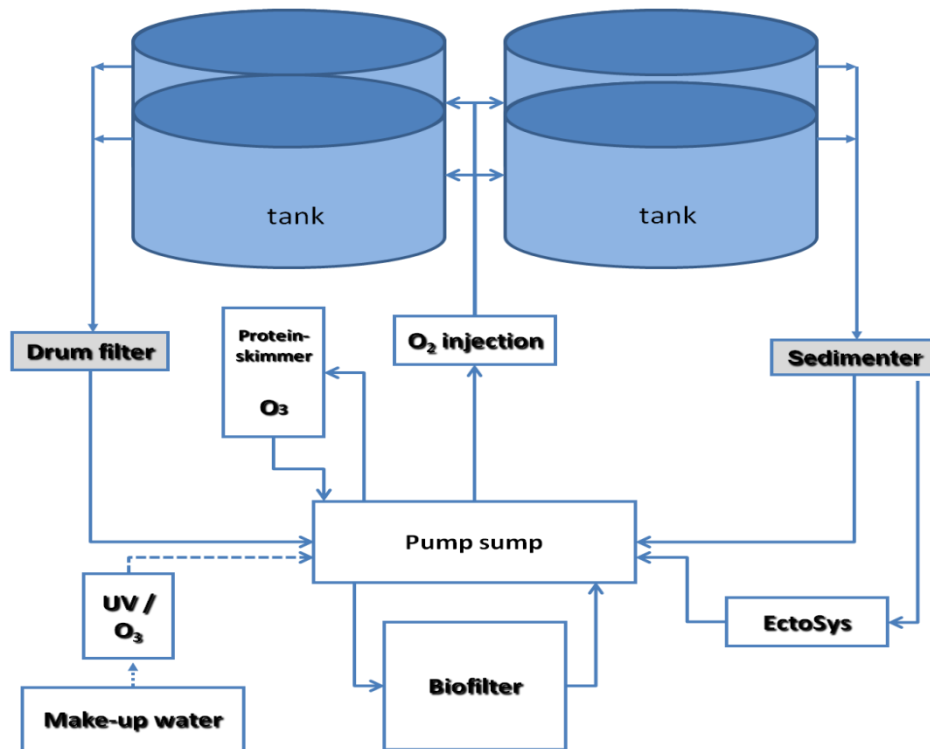 tank
tank
Drum filter
Protein-
skimmer
O₃
O₂ injection
Sedimenter
Pump sump
UV /
O₃
EctoSys
Biofilter
Make-up water